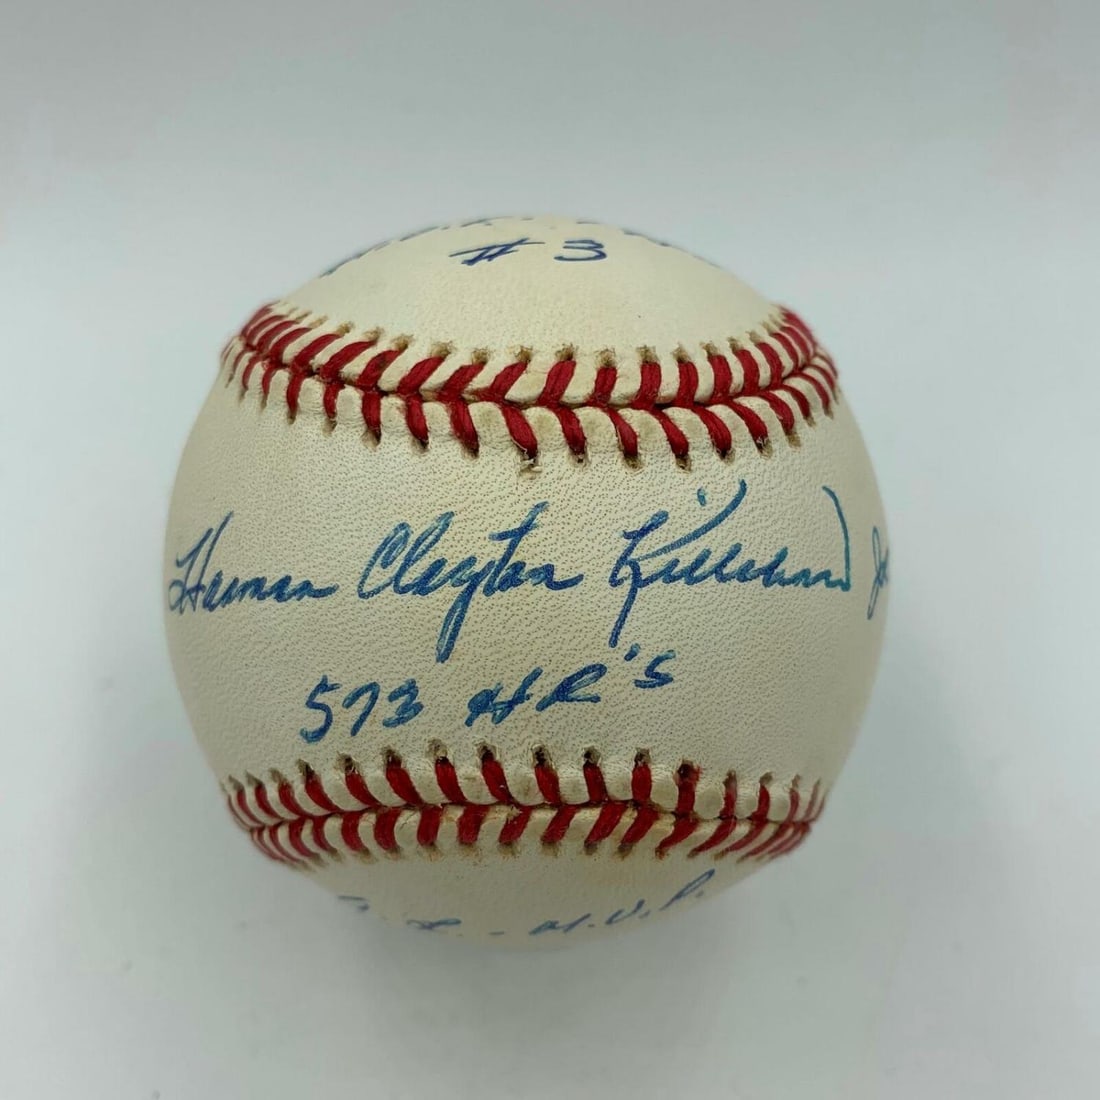 #3
Harmon Clayton Killebrew Jr
573 HR's
M.V.P.